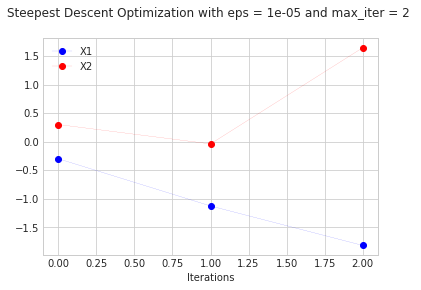 Steepest Descent Optimization with eps = 1e-05 and max_iter = 2
X1
X2
1.5
1.0
0.5
0.0
−0.5
−1.0
−1.5
0.00 0.25 0.50 0.75 1.00 1.25 1.50 1.75 2.00
Iterations